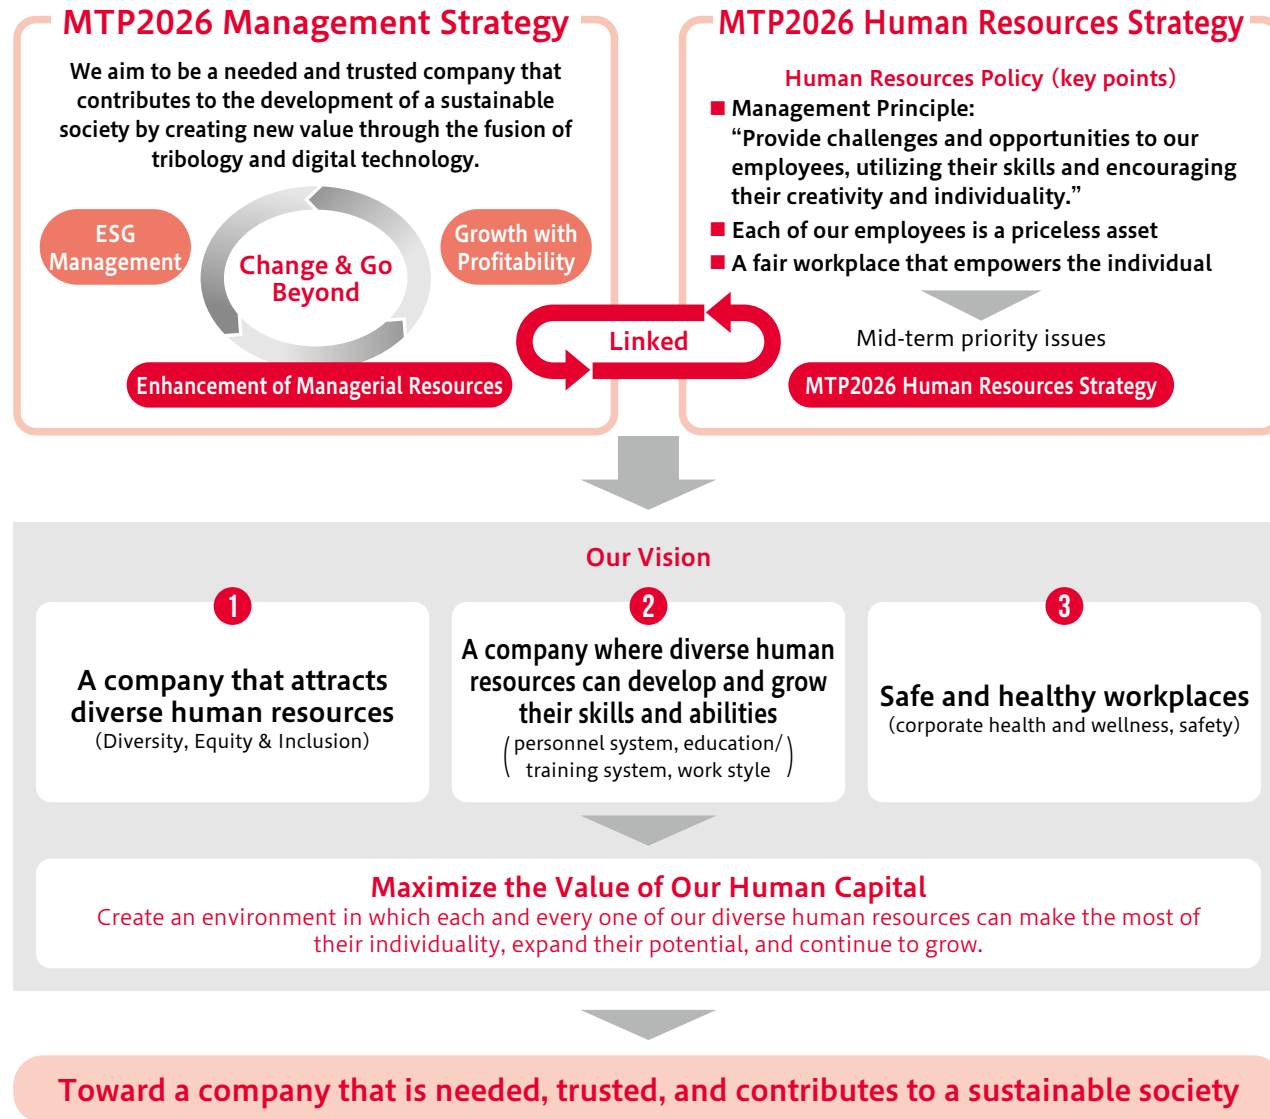 MTP2026 Management Strategy
We aim to be a needed and trusted company that
contributes to the development of a sustainable
society by creating new value through the fusion of
tribology and digital technology.
ESG
Management
Change & Go
Beyond
Growth with
Profitability
Enhancement of Managerial Resources
Linked
MTP2026 Human Resources Strategy
Human Resources Policy (key points)
■ Management Principle:
“Provide challenges and opportunities to our
employees, utilizing their skills and encouraging
their creativity and individuality.”
■ Each of our employees is a priceless asset
■ A fair workplace that empowers the individual
Mid-term priority issues
MTP2026 Human Resources Strategy
Our Vision
1
A company that attracts
diverse human resources
(Diversity, Equity & Inclusion)
2
A company where diverse human
resources can develop and grow
their skills and abilities
(personnel system, education/
training system, work style)
3
Safe and healthy workplaces
(corporate health and wellness, safety)
Maximize the Value of Our Human Capital
Create an environment in which each and every one of our diverse human resources can make the most of
their individuality, expand their potential, and continue to grow.
Toward a company that is needed, trusted, and contributes to a sustainable society